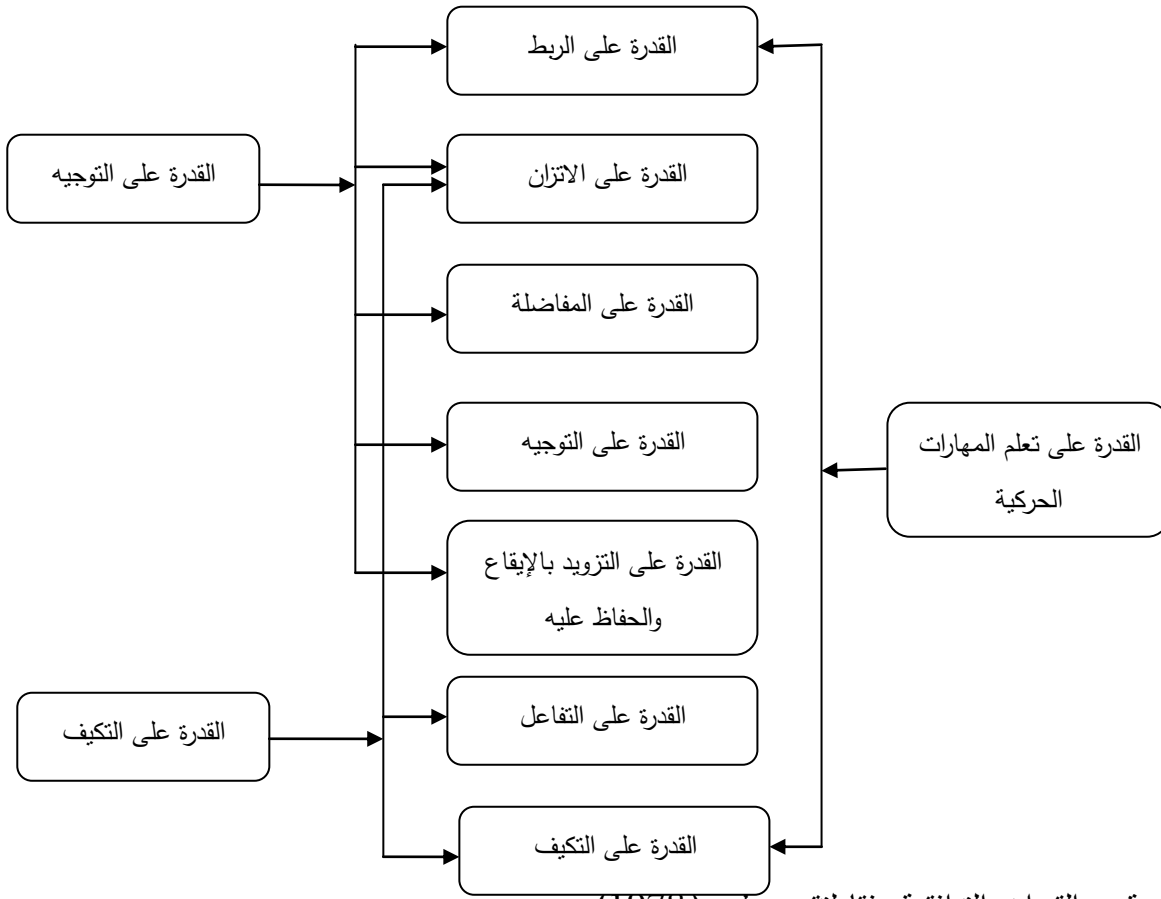 القدرة على الربط
القدرة على التوجيه
القدرة على الاتزان
القدرة على المفاضلة
القدرة على التوجيه
القدرة على تعلم المهارات
الحركية
القدرة على التزويد بالإيقاع
والحفاظ عليه
القدرة على التفاعل
القدرة على التكيف
القدرة على التكيف